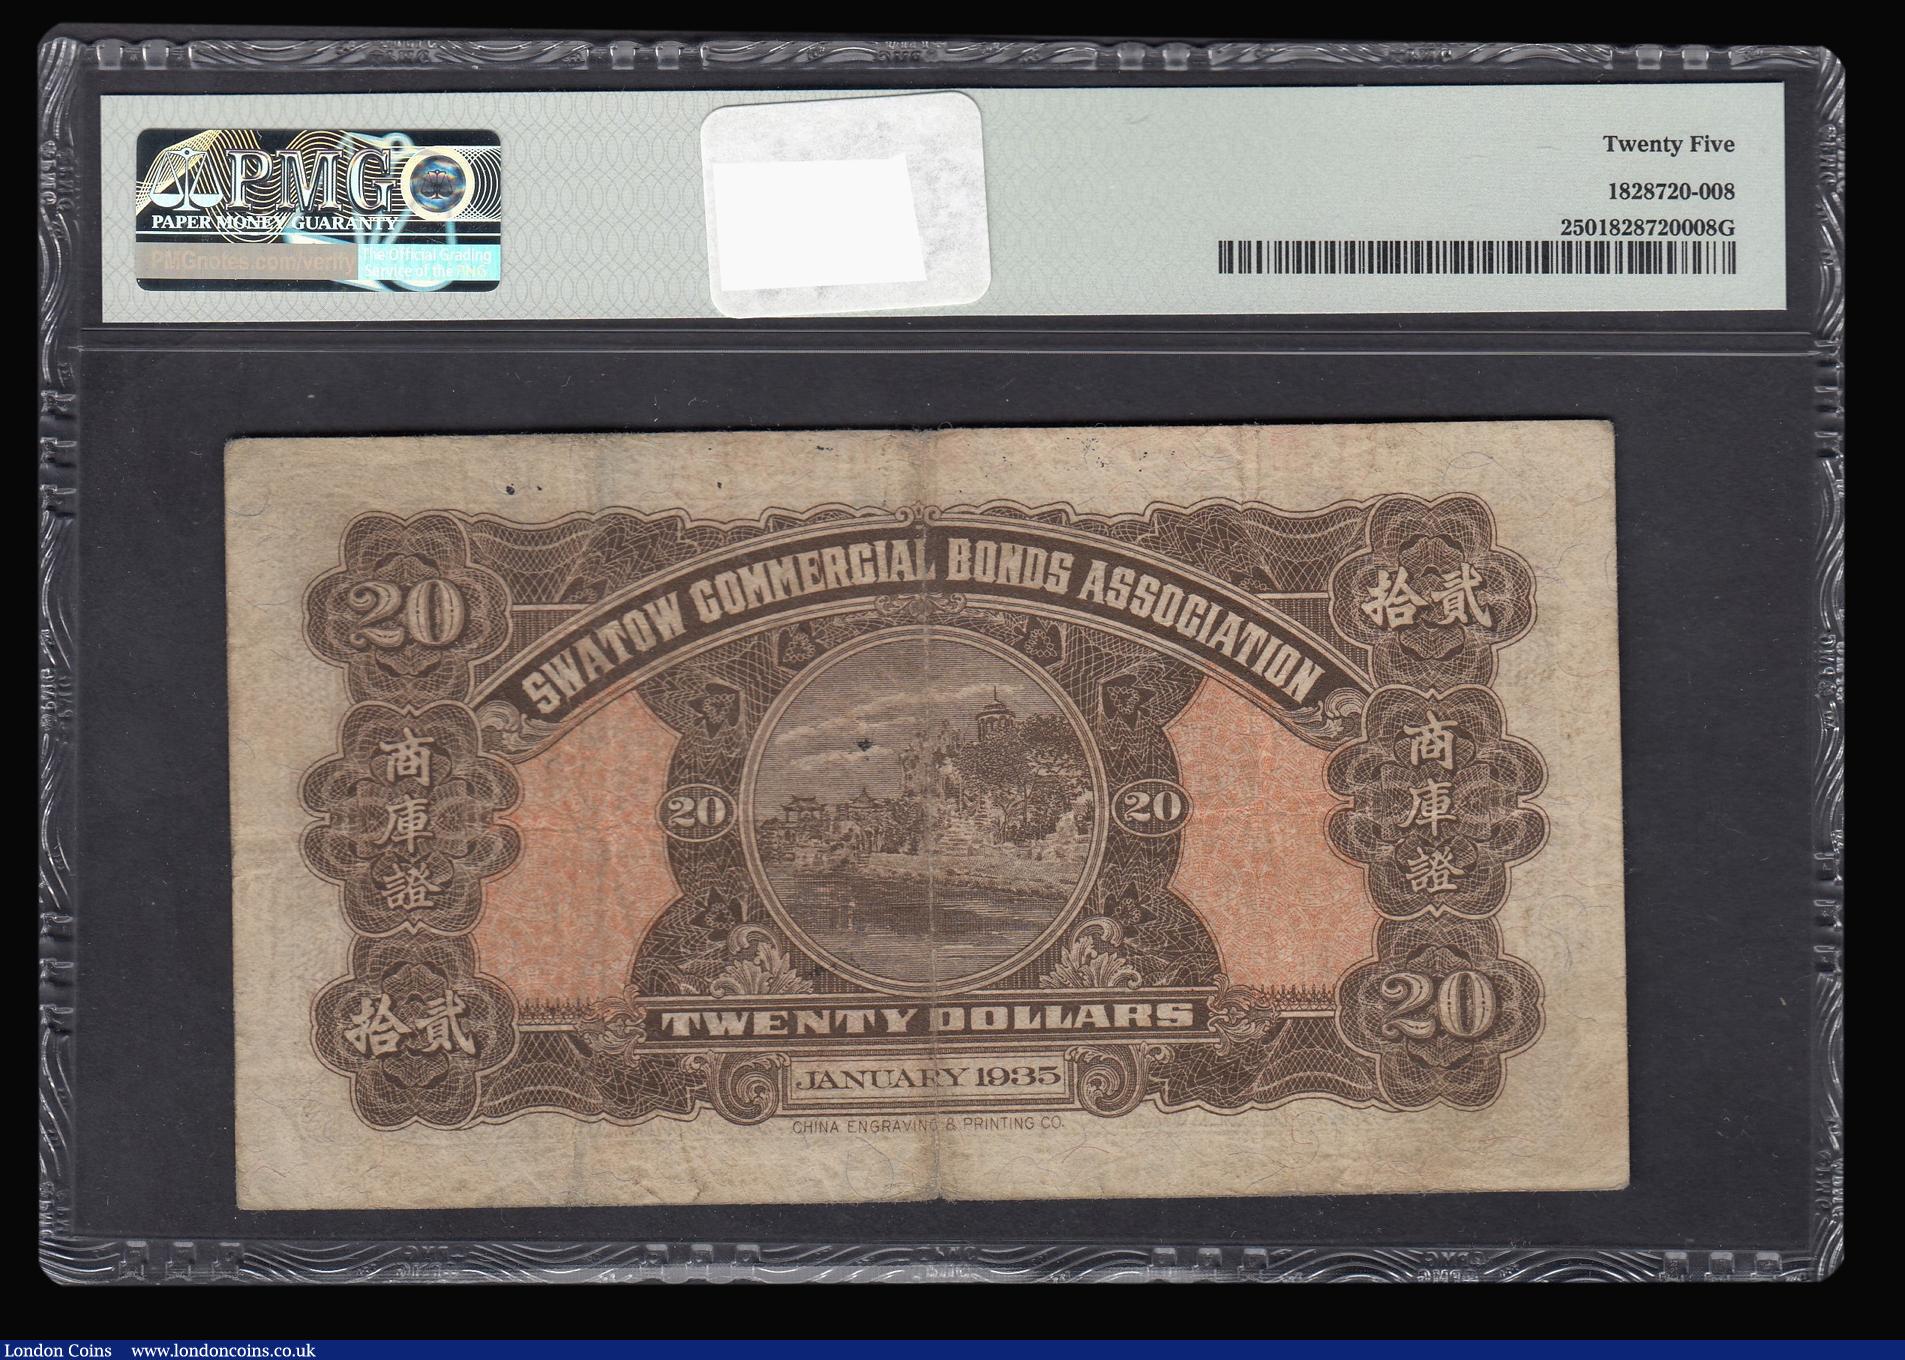 PMG
PAPER MONEY GUARANTY
PMGnotes.com/verify
The Official Grading
Service of the PNG
Twenty Five
1828720-008
2501828720008G
SWATOW COMMERCIAL BONDS ASSOCIATION
20
拾貳
商庫證
商庫證
20
20
拾貳
20
TWENTY DOLLARS
JANUARY 1935
CHINA ENGRAVING & PRINTING CO.
London Coins www.londoncoins.co.uk